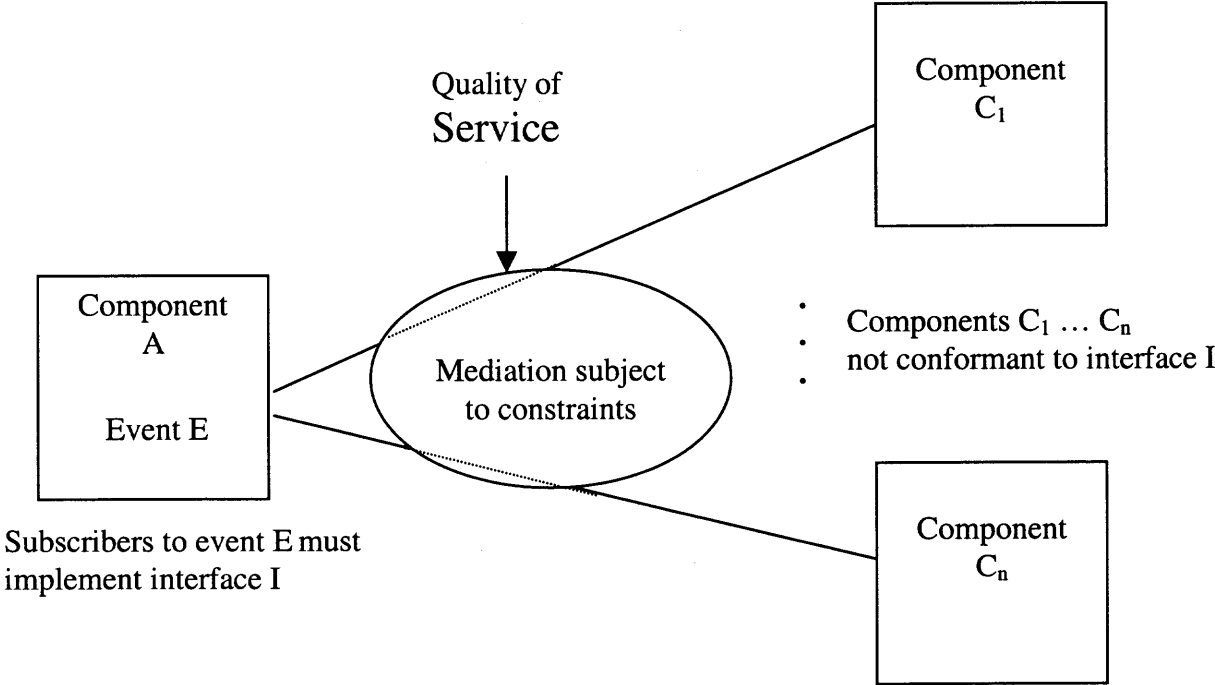 Quality of
Service
Component
C₁
Component
A
Event E
Mediation subject
to constraints
Components C₁ ... Cₙ
not conformant to interface I
Subscribers to event E must
implement interface I
Component
Cₙ